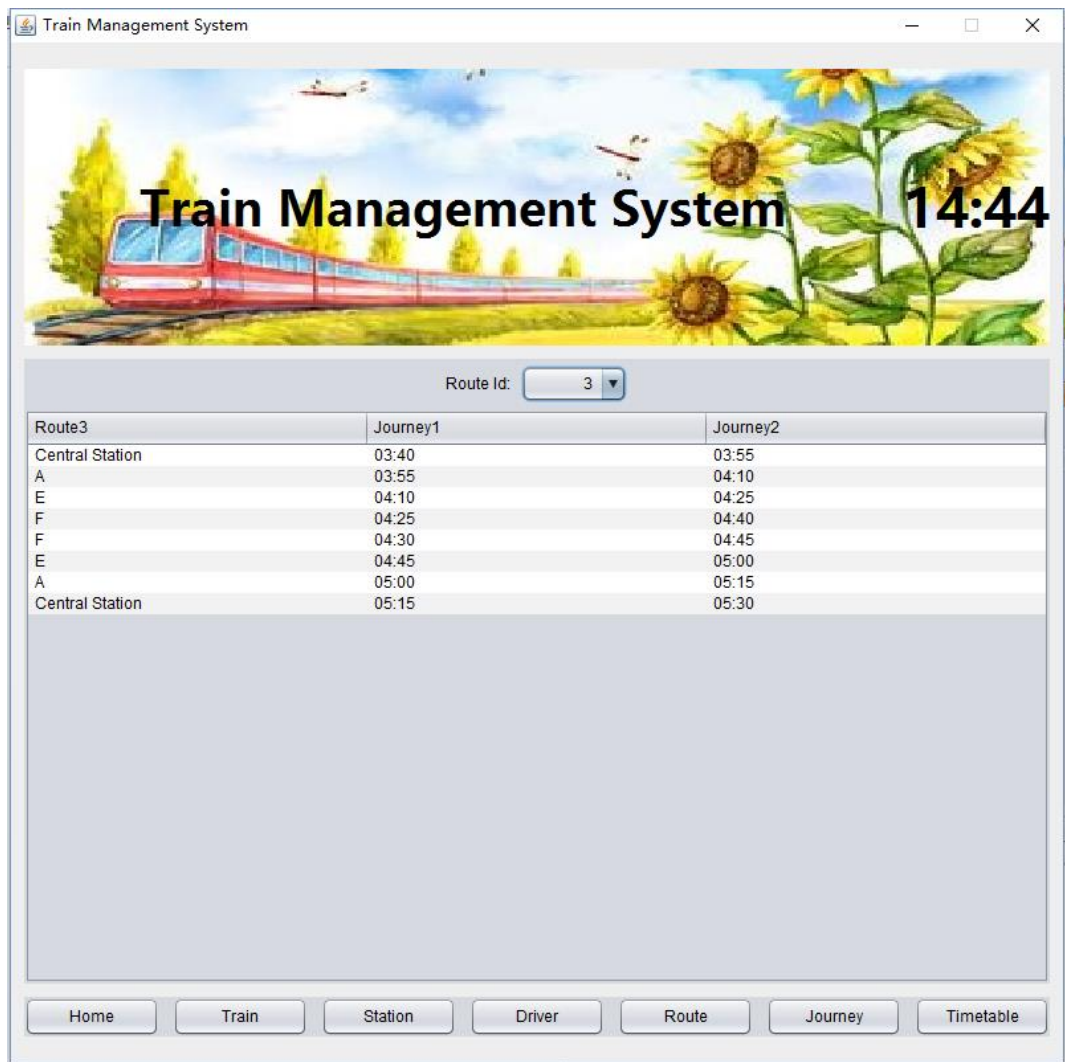 Train Management System
Train Management System 14:44
Route Id: 3
Route3 Journey1 Journey2
Central Station 03:40 03:55
A 03:55 04:10
E 04:10 04:25
F 04:25 04:40
F 04:30 04:45
E 04:45 05:00
A 05:00 05:15
Central Station 05:15 05:30
Home Train Station Driver Route Journey Timetable